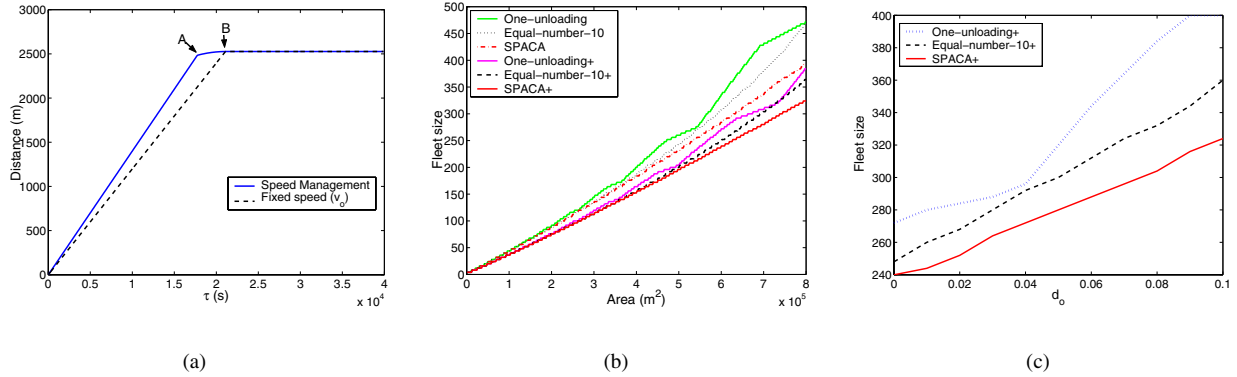 3000
2500
2000
1500
1000
500
0
Distance (m)
A
B
Speed Management
Fixed speed (v_o)
0 0.5 1 1.5 2 2.5 3 3.5 4
τ (s)
x 10^4
(a)
500
450
400
350
300
250
200
150
100
50
0
Fleet size
One−unloading
Equal−number−10
SPACA
One−unloading+
Equal−number−10+
SPACA+
0 1 2 3 4 5 6 7 8
Area (m^2)
x 10^5
(b)
400
380
360
340
320
300
280
260
240
Fleet size
One−unloading+
Equal−number−10+
SPACA+
0 0.02 0.04 0.06 0.08 0.1
d_o
(c)